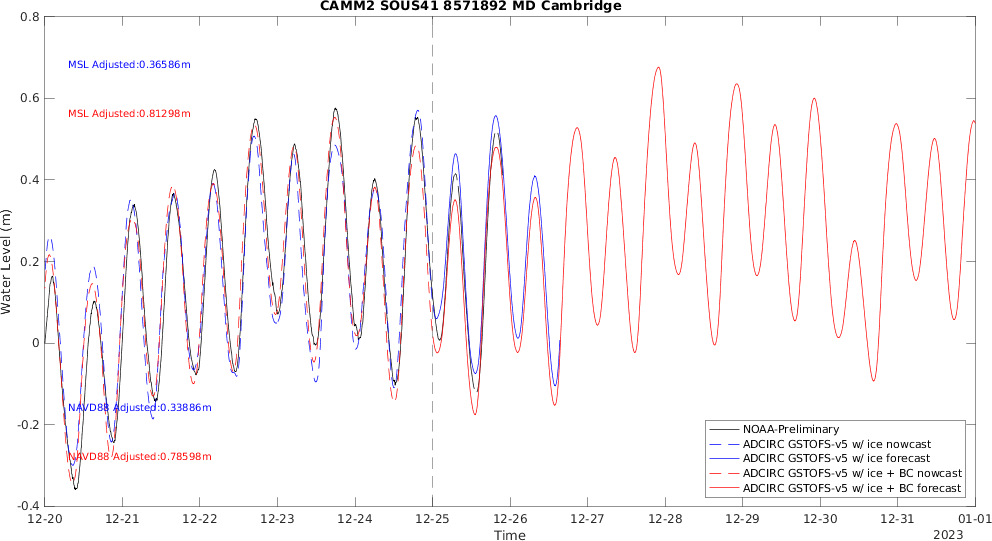 CAMM2 SOUS41 8571892 MD Cambridge
0.8
0.6
0.4
0.2
0
-0.2
-0.4
Water Level (m)
MSL Adjusted:0.36586m
MSL Adjusted:0.81298m
NAVD88 Adjusted:0.33886m
NAVD88 Adjusted:0.78598m
NOAA-Preliminary
ADCIRC GSTOFS-v5 w/ ice nowcast
ADCIRC GSTOFS-v5 w/ ice forecast
ADCIRC GSTOFS-v5 w/ ice + BC nowcast
ADCIRC GSTOFS-v5 w/ ice + BC forecast
12-20 12-21 12-22 12-23 12-24 12-25 12-26 12-27 12-28 12-29 12-30 12-31 01-01
Time
2023